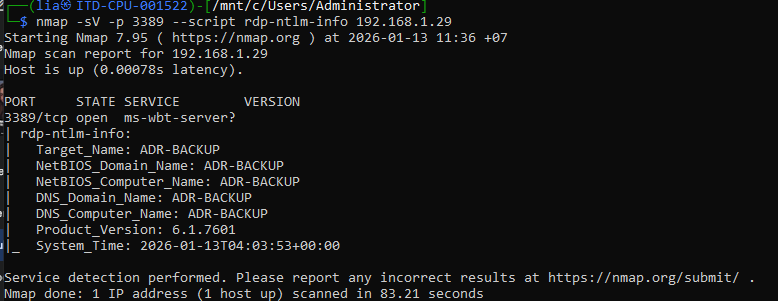 ┌──(lia㉿ITD-CPU-001522)-[/mnt/c/Users/Administrator]
└─$ nmap -sV -p 3389 --script rdp-ntlm-info 192.168.1.29
Starting Nmap 7.95 ( https://nmap.org ) at 2026-01-13 11:36 +07
Nmap scan report for 192.168.1.29
Host is up (0.00078s latency).
PORT     STATE SERVICE        VERSION
3389/tcp open  ms-wbt-server?
| rdp-ntlm-info:
|   Target_Name: ADR-BACKUP
|   NetBIOS_Domain_Name: ADR-BACKUP
|   NetBIOS_Computer_Name: ADR-BACKUP
|   DNS_Domain_Name: ADR-BACKUP
|   DNS_Computer_Name: ADR-BACKUP
|   Product_Version: 6.1.7601
|_  System_Time: 2026-01-13T04:03:53+00:00
Service detection performed. Please report any incorrect results at https://nmap.org/submit/ .
Nmap done: 1 IP address (1 host up) scanned in 83.21 seconds